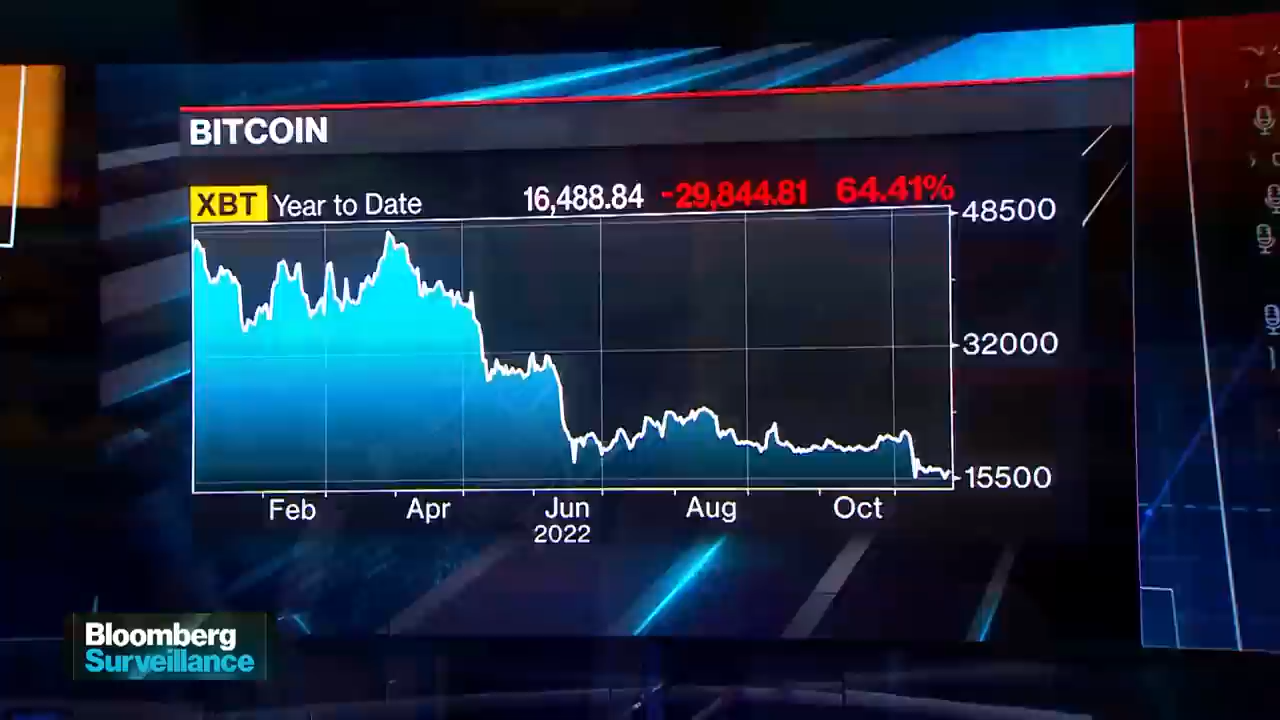 BITCOIN
XBT Year to Date 16,488.84 -29,844.81 64.41%
48500
32000
15500
Feb Apr Jun Aug Oct
2022
Bloomberg
Surveillance